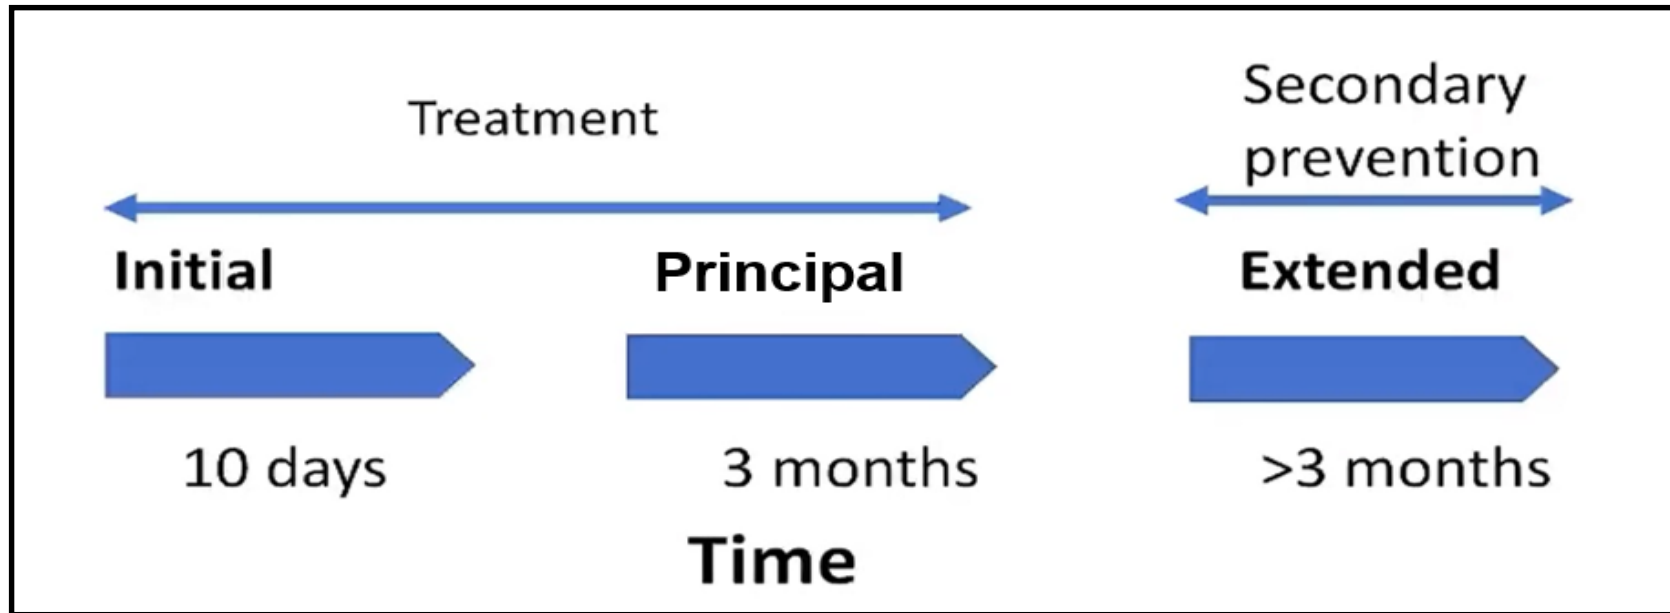 Treatment
Secondary
prevention
Initial
Principal
Extended
10 days
3 months
>3 months
Time